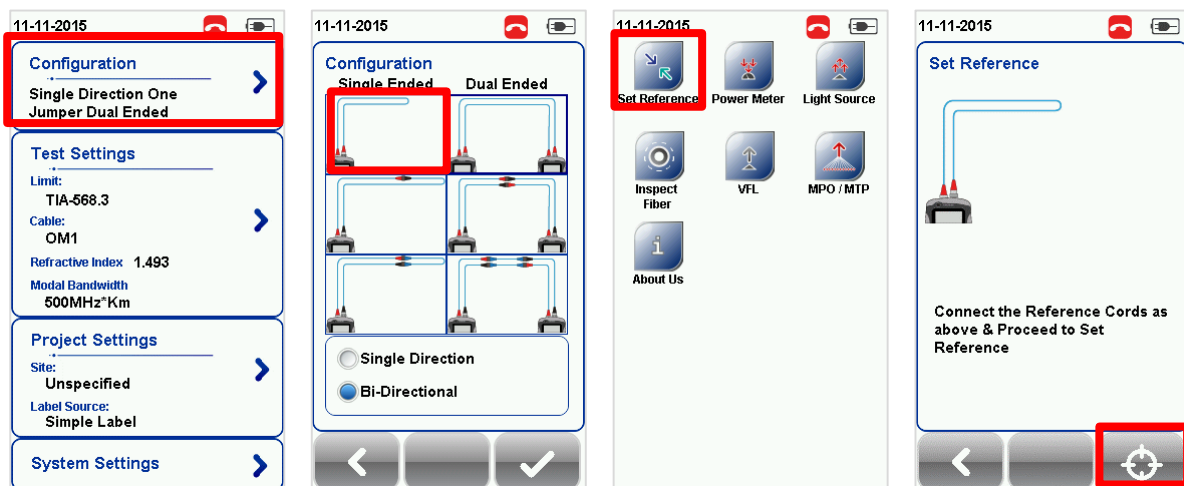 11-11-2015
Configuration
Single Direction One
Jumper Dual Ended
Test Settings
Limit:
TIA-568.3
Cable:
OM1
Refractive Index 1.493
Modal Bandwidth
500MHz*Km
Project Settings
Site:
Unspecified
Label Source:
Simple Label
System Settings
11-11-2015
Configuration
Single Ended Dual Ended
Single Direction
Bi-Directional
11-11-2015
Set Reference Power Meter Light Source
Inspect
Fiber
VFL
MPO / MTP
About Us
11-11-2015
Set Reference
Connect the Reference Cords as
above & Proceed to Set
Reference